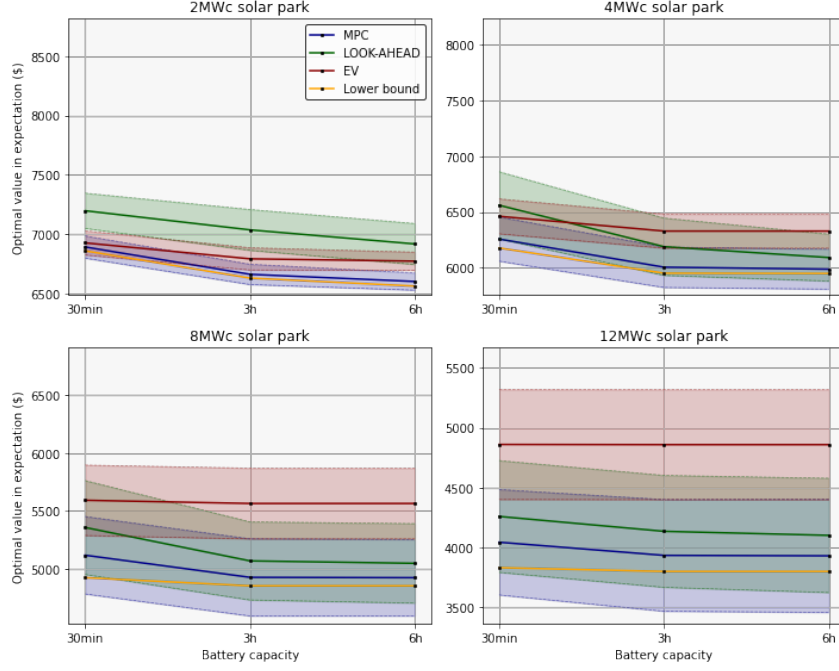 2MWc solar park
4MWc solar park
Optimal value in expectation ($)
8500
8000
7500
7000
6500
30min
3h
6h
MPC
LOOK-AHEAD
EV
Lower bound
8000
7500
7000
6500
6000
30min
3h
6h
8MWc solar park
12MWc solar park
Optimal value in expectation ($)
6500
6000
5500
5000
30min
3h
6h
Battery capacity
5500
5000
4500
4000
3500
30min
3h
6h
Battery capacity